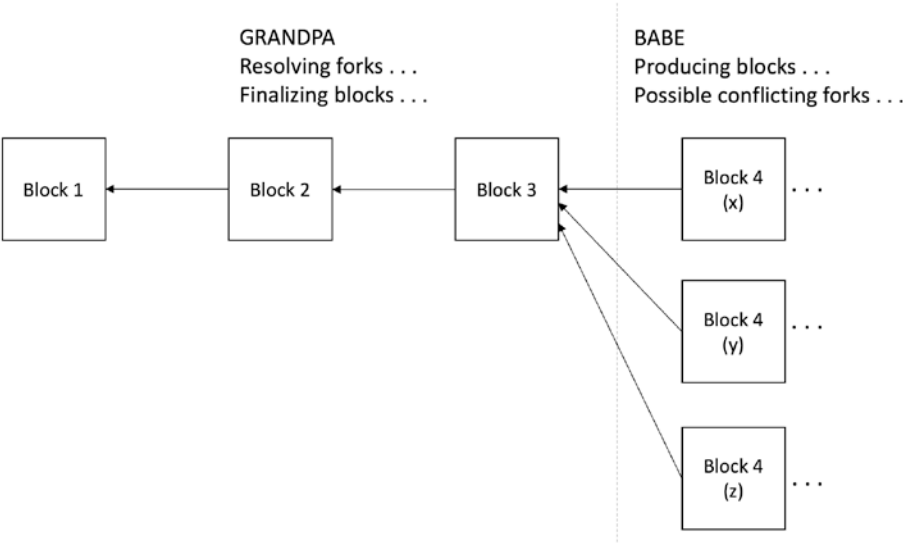 GRANDPA
Resolving forks . . .
Finalizing blocks . . .
BABE
Producing blocks . . .
Possible conflicting forks . . .
Block 1
Block 2
Block 3
Block 4
(x)
. . .
Block 4
(y)
. . .
Block 4
(z)
. . .